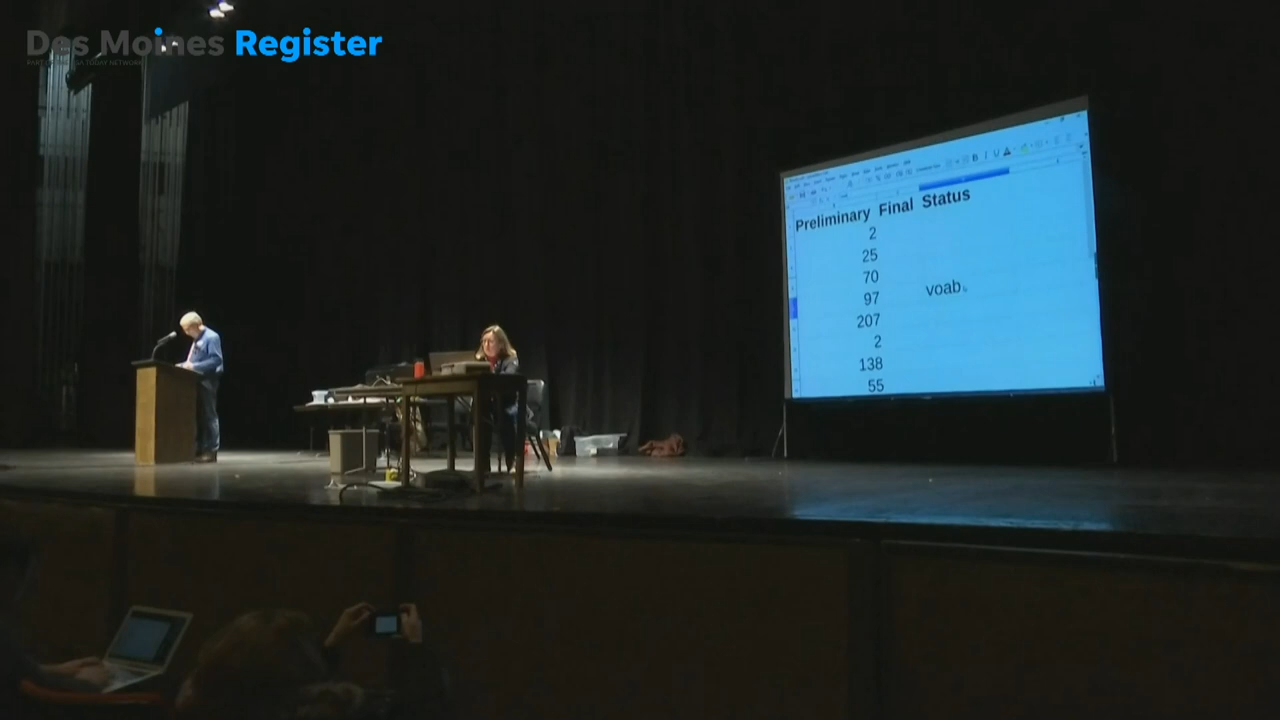 Des Moines Register
Preliminary Final Status
2
25
70
97 voab
207
2
138
55